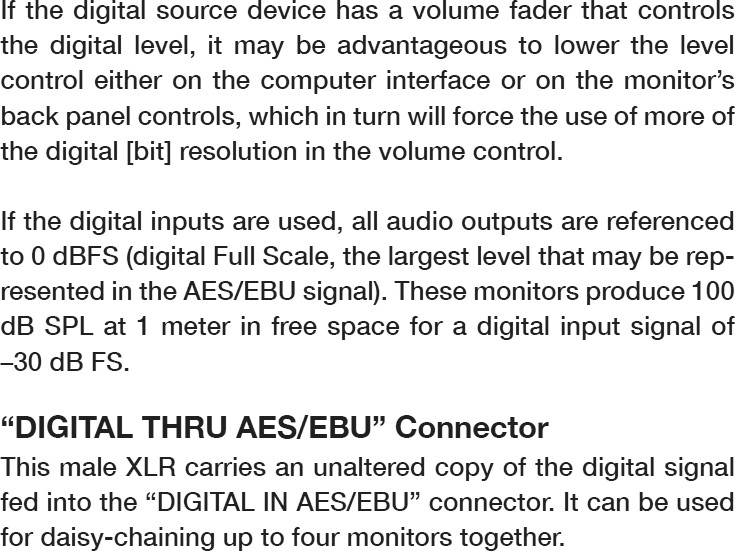 If the digital source device has a volume fader that controls
the digital level, it may be advantageous to lower the level
control either on the computer interface or on the monitor’s
back panel controls, which in turn will force the use of more of
the digital [bit] resolution in the volume control.
If the digital inputs are used, all audio outputs are referenced
to 0 dBFS (digital Full Scale, the largest level that may be rep-
resented in the AES/EBU signal). These monitors produce 100
dB SPL at 1 meter in free space for a digital input signal of
–30 dB FS.
“DIGITAL THRU AES/EBU” Connector
This male XLR carries an unaltered copy of the digital signal
fed into the “DIGITAL IN AES/EBU” connector. It can be used
for daisy-chaining up to four monitors together.